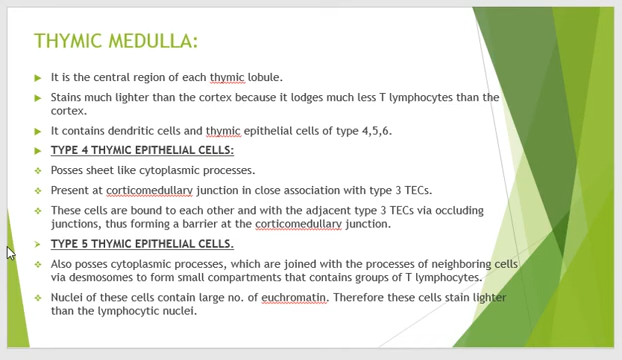 THYMIC MEDULLA:
It is the central region of each thymic lobule.
Stains much lighter than the cortex because it lodges much less T lymphocytes than the
cortex.
It contains dendritic cells and thymic epithelial cells of type 4,5,6.
TYPE 4 THYMIC EPITHELIAL CELLS:
Posses sheet like cytoplasmic processes.
Present at corticomedullary junction in close association with type 3 TECs.
These cells are bound to each other and with the adjacent type 3 TECs via occluding
junctions, thus forming a barrier at the corticomedullary junction.
TYPE 5 THYMIC EPITHELIAL CELLS.
Also posses cytoplasmic processes, which are joined with the processes of neighboring cells
via desmosomes to form small compartments that contains groups of T lymphocytes.
Nuclei of these cells contain large no. of euchromatin. Therefore these cells stain lighter
than the lymphocytic nuclei.